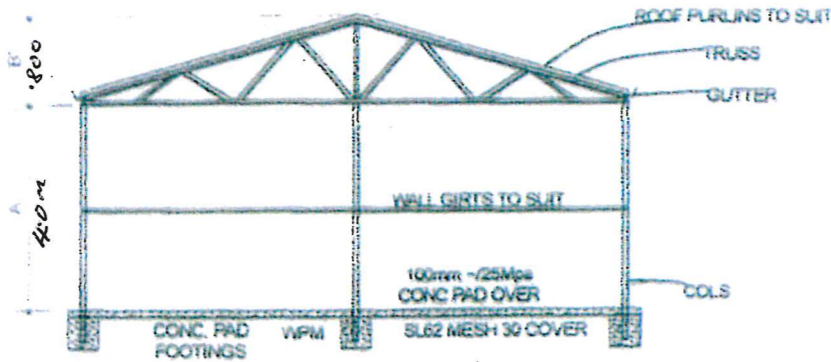 ROOF PURLINS TO SUIT
TRUSS
GUTTER
B
.800
WALL GIRTS TO SUIT
A
4.0m
100mm ~/25Mpa
CONC PAD OVER
COLS
CONC. PAD
FOOTINGS
WPM
SL62 MESH 30 COVER